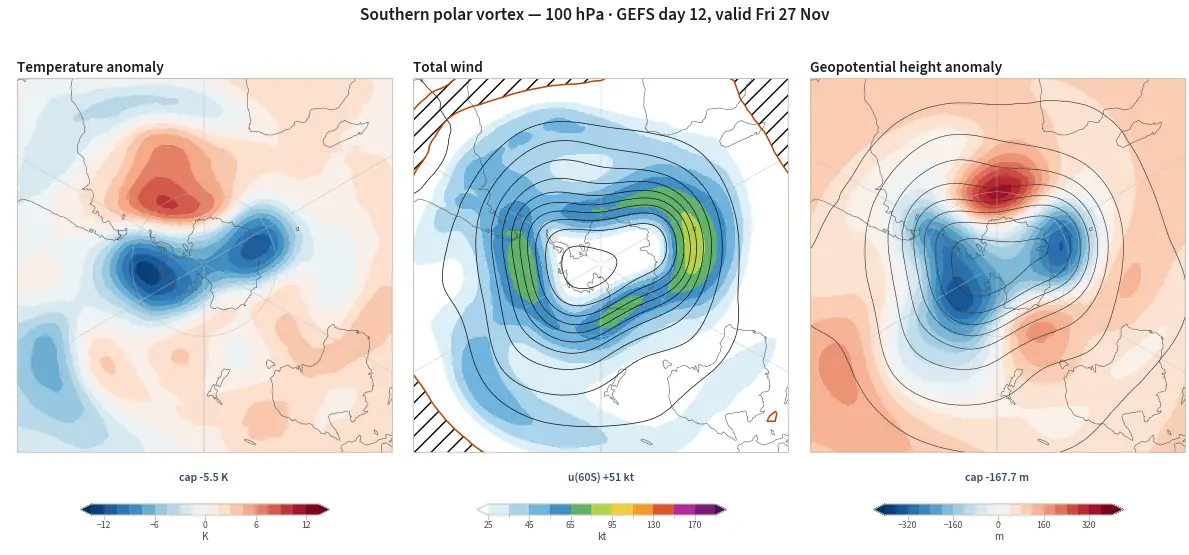 Southern polar vortex — 100 hPa · GEFS day 12, valid Fri 27 Nov
Temperature anomaly
Total wind
Geopotential height anomaly
cap -5.5 K
u(60S) +51 kt
cap -167.7 m
−12 −6 0 6 12
K
25 45 65 95 130 170
kt
−320 −160 0 160 320
m